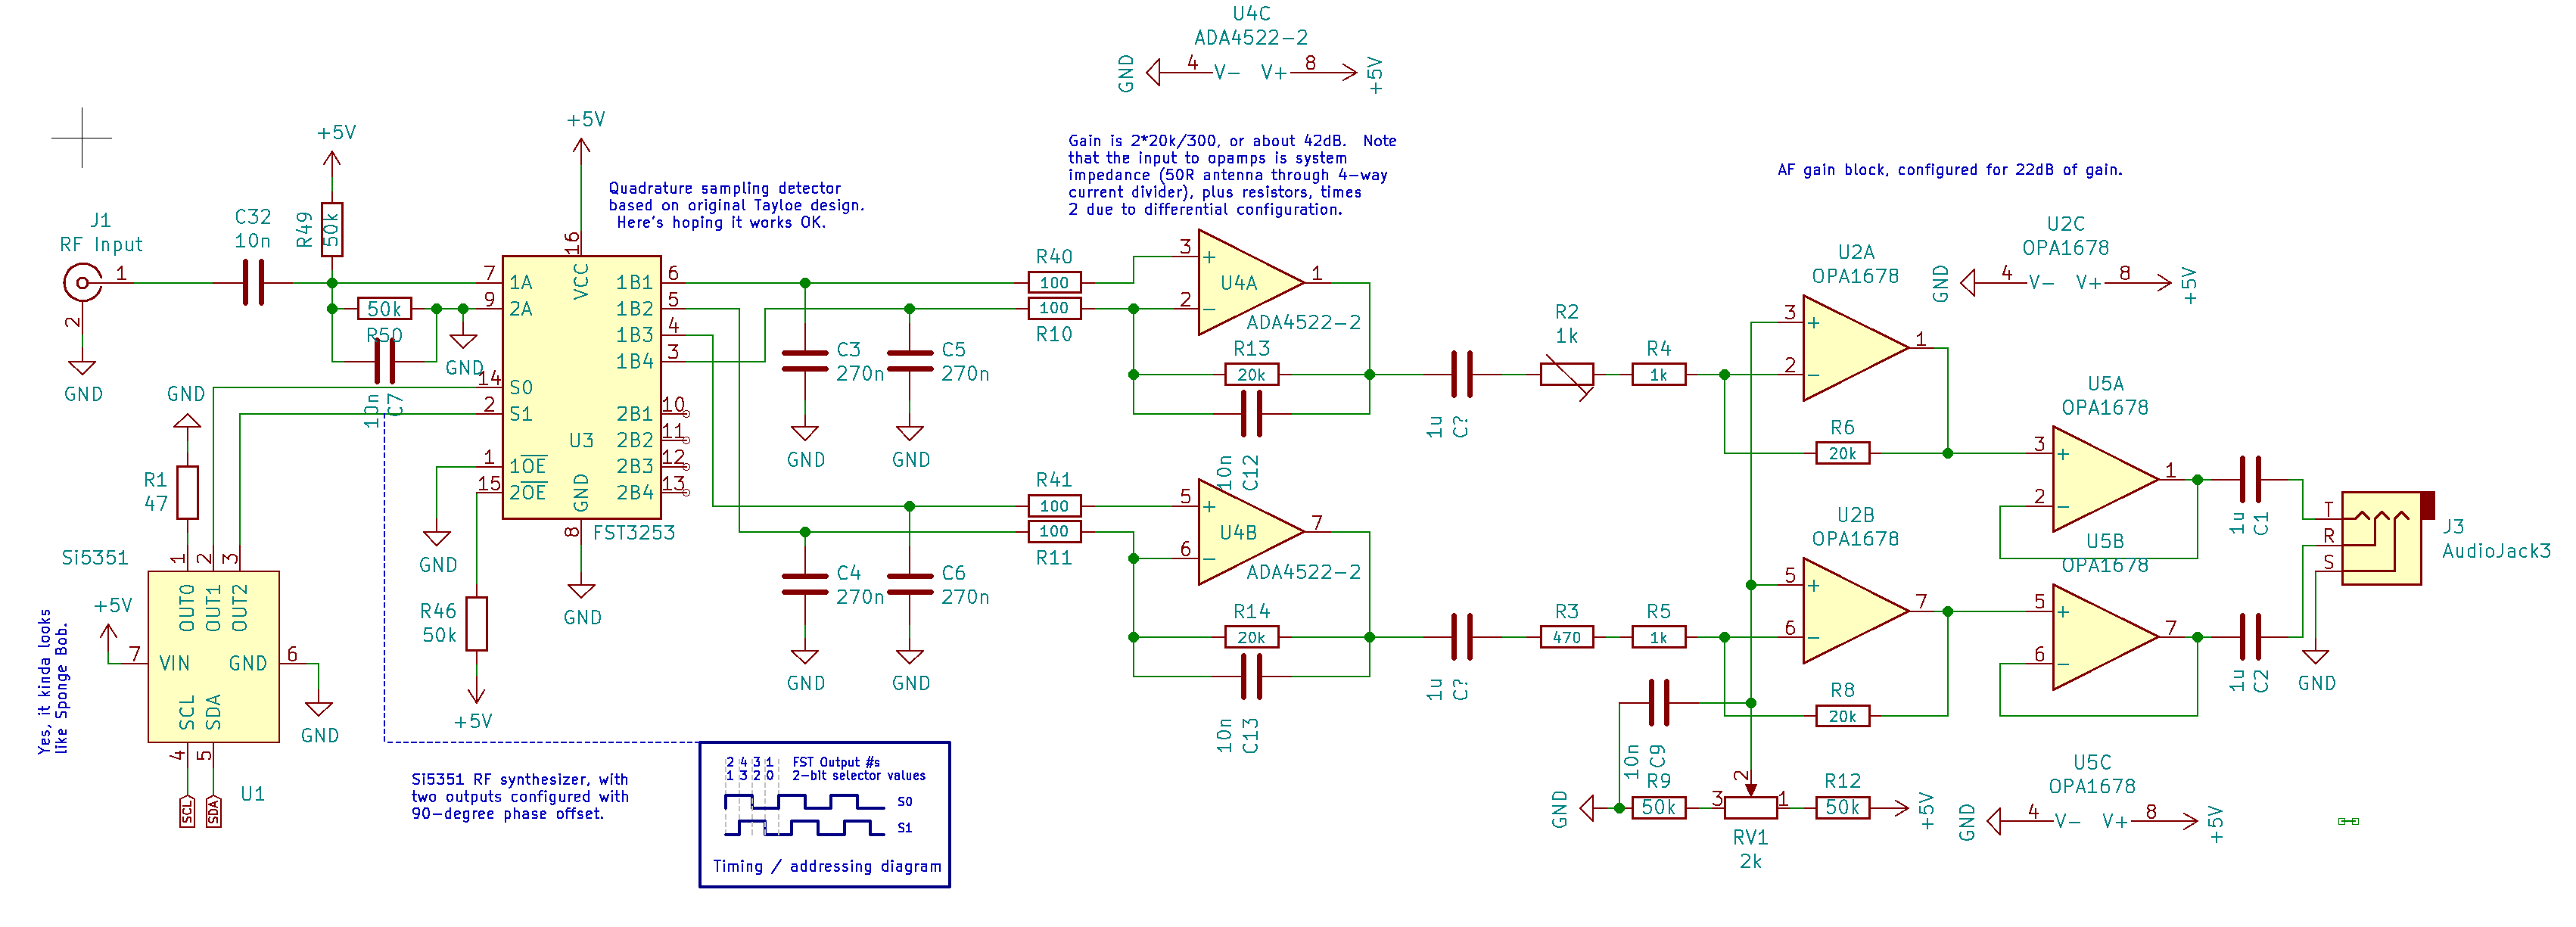 U4C
ADA4522-2
GND
4
V-
V+
8
+5V
+5V
+5V
Gain is 2*20k/300, or about 42dB.  Note
that the input to opamps is system
impedance (50R antenna through 4-way
current divider), plus resistors, times
2 due to differential configuration.
AF gain block, configured for 22dB of gain.
Quadrature sampling detector
based on original Tayloe design.
Here's hoping it works OK.
J1
RF Input
1
2
GND
C32
10n
R49
50k
50k
R50
GND
GND
10n
C7
16
VCC
7
1A
9
2A
14
S0
2
S1
1
1OE
15
2OE
U3
GND
8
FST3253
GND
1B1
6
1B2
5
1B3
4
1B4
3
2B1
10
2B2
11
2B3
12
2B4
13
GND
R46
50k
+5V
GND
R1
47
Si5351
1
2
3
OUT0
OUT1
OUT2
+5V
7
VIN
GND
6
GND
SCL
SDA
4
5
SCL
SDA
U1
Yes, it kinda looks
like Sponge Bob.
Si5351 RF synthesizer, with
two outputs configured with
90-degree phase offset.
2 4 3 1
FST Output #s
1 3 2 0
2-bit selector values
S0
S1
Timing / addressing diagram
C3
270n
GND
C5
270n
GND
C4
270n
GND
C6
270n
GND
R40
100
100
R10
R41
100
100
R11
3
+
2
-
U4A
1
ADA4522-2
R13
20k
10n
C12
5
+
6
-
U4B
7
ADA4522-2
R14
20k
10n
C13
1u
C?
R2
1k
R4
1k
1u
C?
R3
470
R5
1k
U2A
OPA1678
3
+
2
-
1
R6
20k
U2B
OPA1678
5
+
6
-
7
R8
20k
10n
C9
GND
R9
50k
3
2
1
RV1
2k
R12
50k
+5V
U2C
OPA1678
GND
4
V-
V+
8
+5V
U5A
OPA1678
3
+
2
-
1
U5B
OPA1678
5
+
6
-
7
1u
C1
1u
C2
T
R
S
J3
AudioJack3
GND
U5C
OPA1678
GND
4
V-
V+
8
+5V